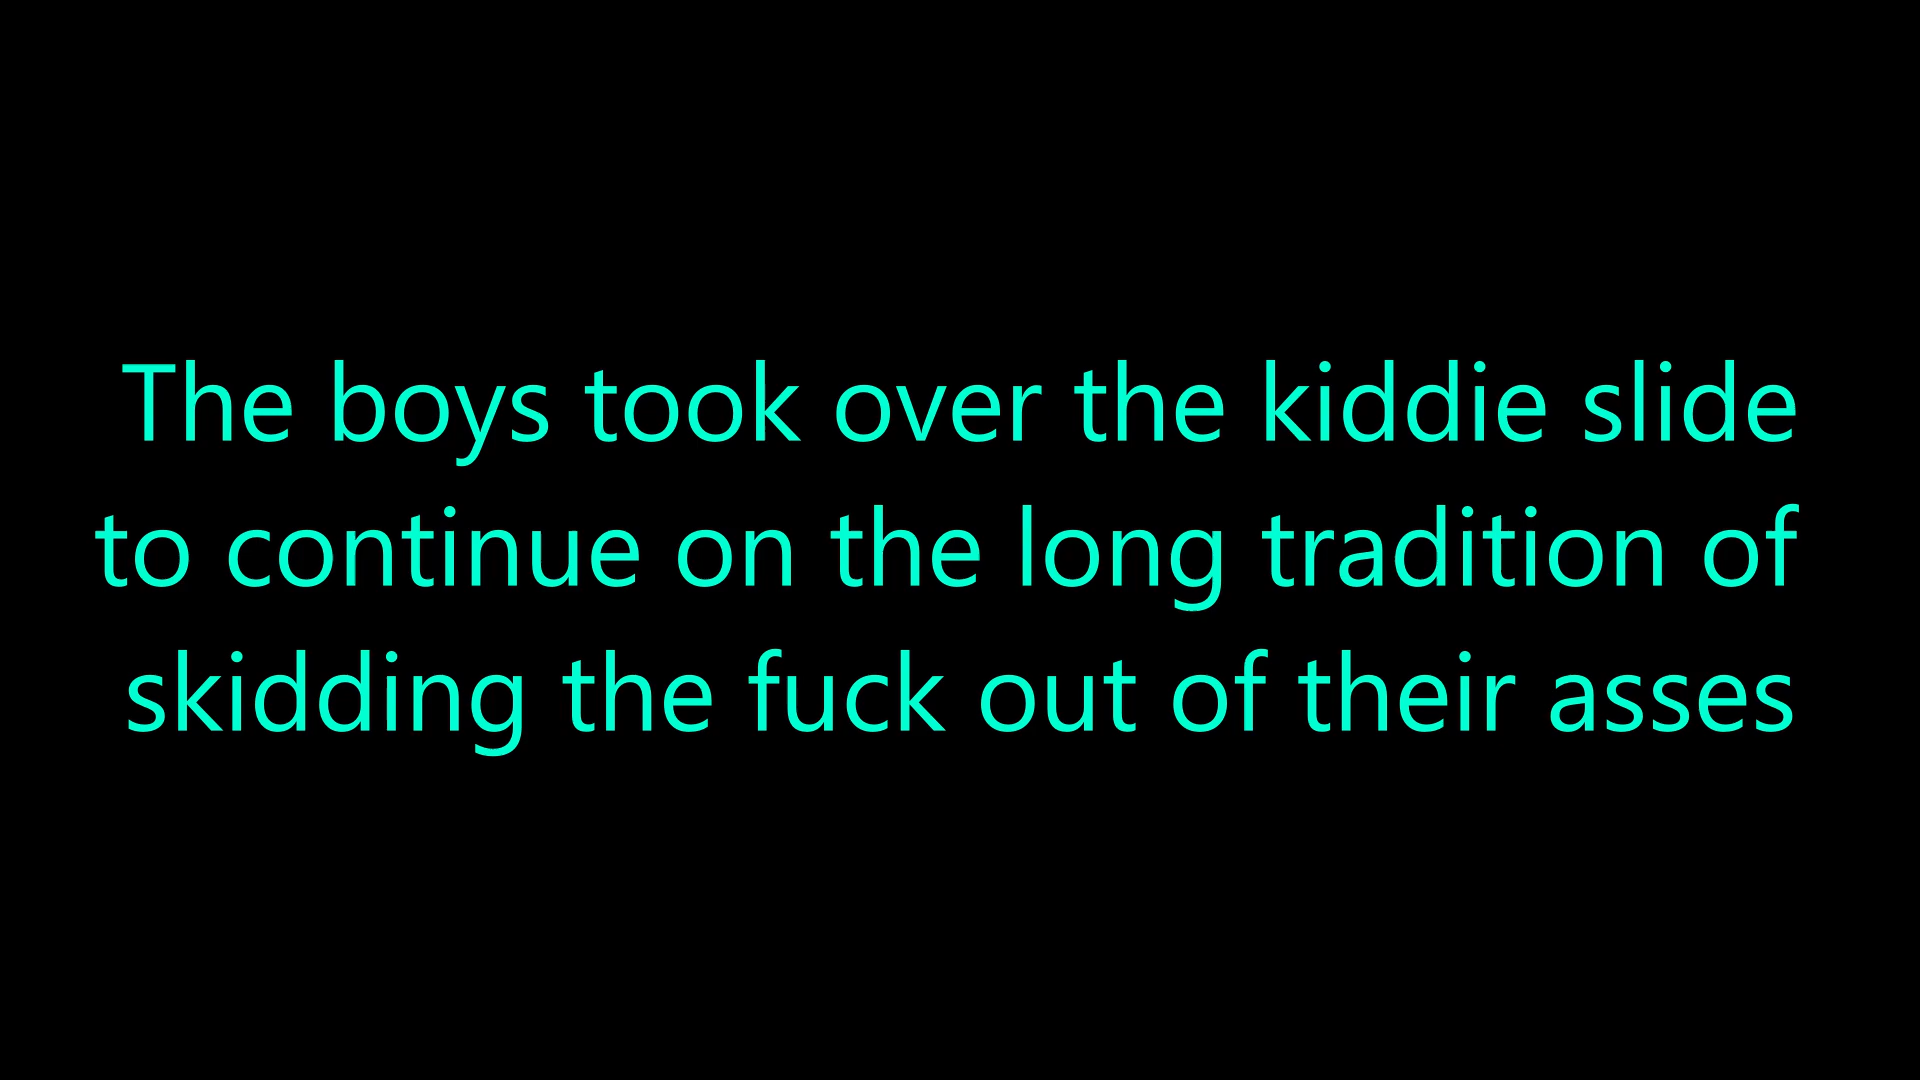 The boys took over the kiddie slide
to continue on the long tradition of
skidding the fuck out of their asses